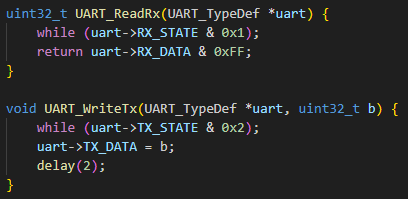 uint32_t UART_ReadRx(UART_TypeDef *uart) {
    while (uart->RX_STATE & 0x1);
    return uart->RX_DATA & 0xFF;
}

void UART_WriteTx(UART_TypeDef *uart, uint32_t b) {
    while (uart->TX_STATE & 0x2);
    uart->TX_DATA = b;
    delay(2);
}